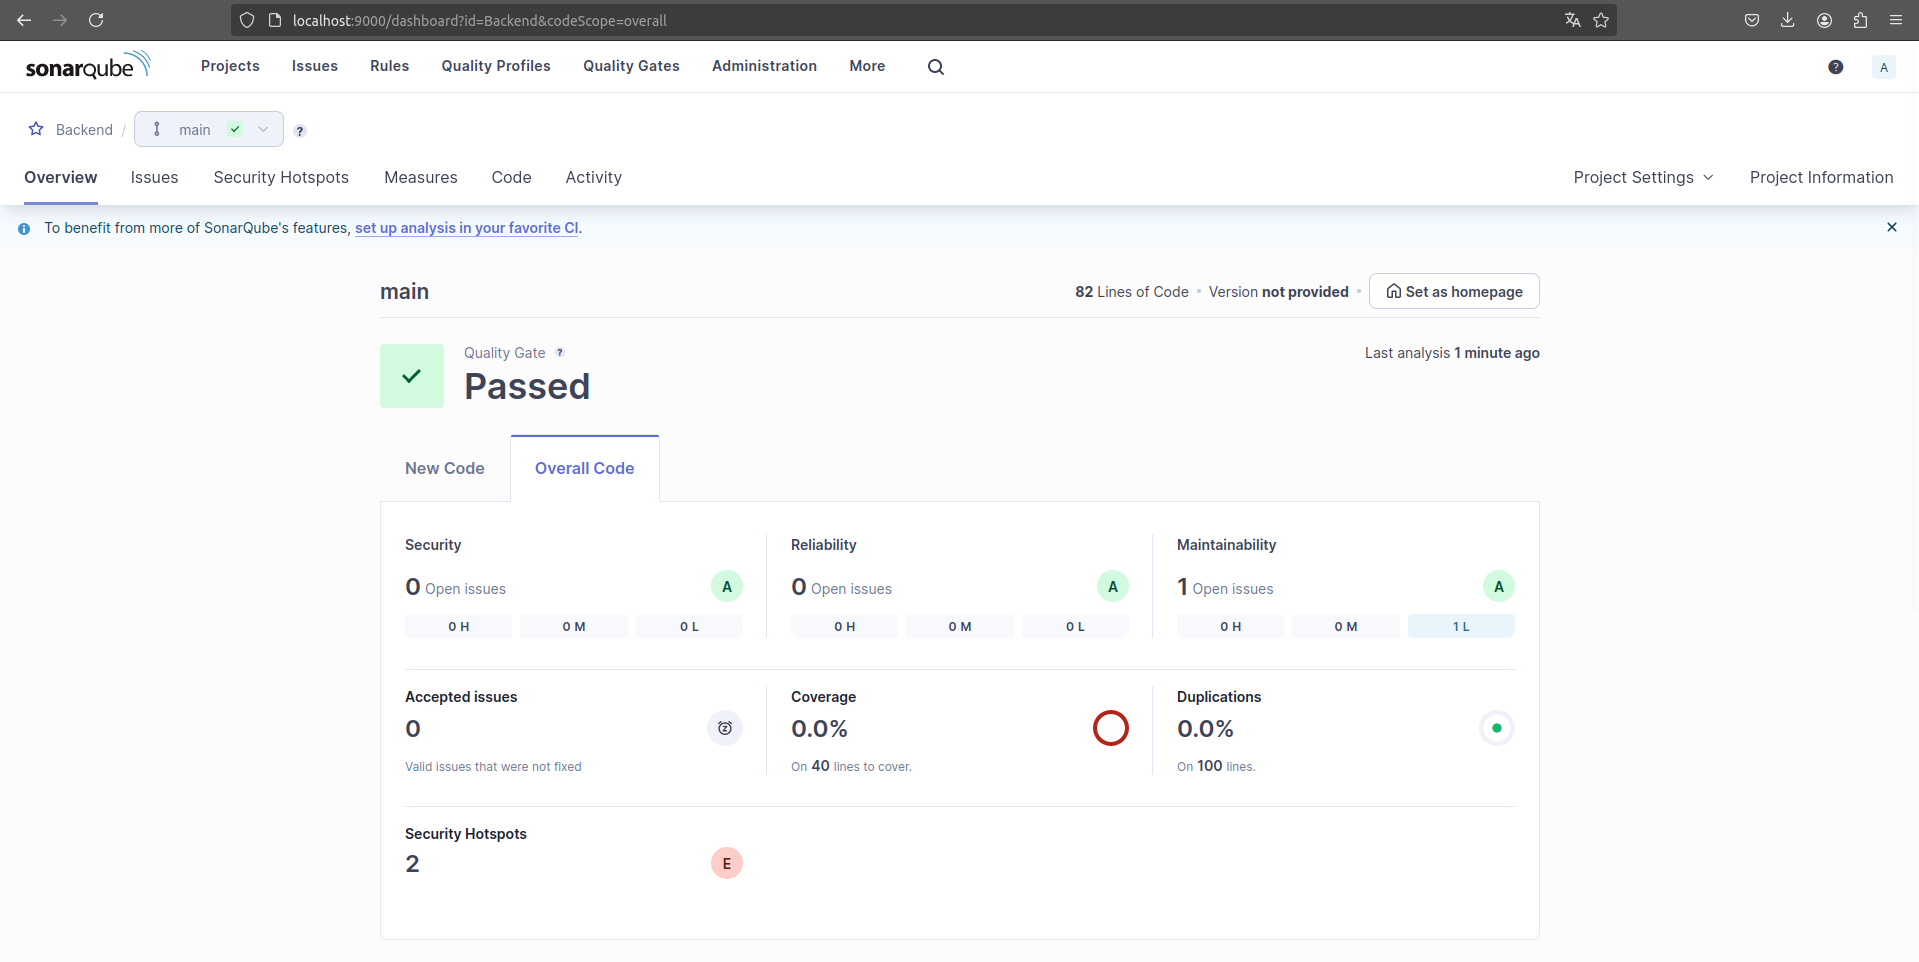 localhost:9000/dashboard?id=Backend&codeScope=overall
sonarqube Projects Issues Rules Quality Profiles Quality Gates Administration More ? A
Backend / main ?
Overview Issues Security Hotspots Measures Code Activity Project Settings Project Information
To benefit from more of SonarQube's features, set up analysis in your favorite CI.
main 82 Lines of Code • Version not provided • Set as homepage
Quality Gate ? Last analysis 1 minute ago
Passed
New Code Overall Code
Security Reliability Maintainability
0 Open issues A 0 Open issues A 1 Open issues A
0 H 0 M 0 L 0 H 0 M 0 L 0 H 0 M 1 L
Accepted issues Coverage Duplications
0 0.0% 0.0%
Valid issues that were not fixed On 40 lines to cover. On 100 lines.
Security Hotspots
2 E